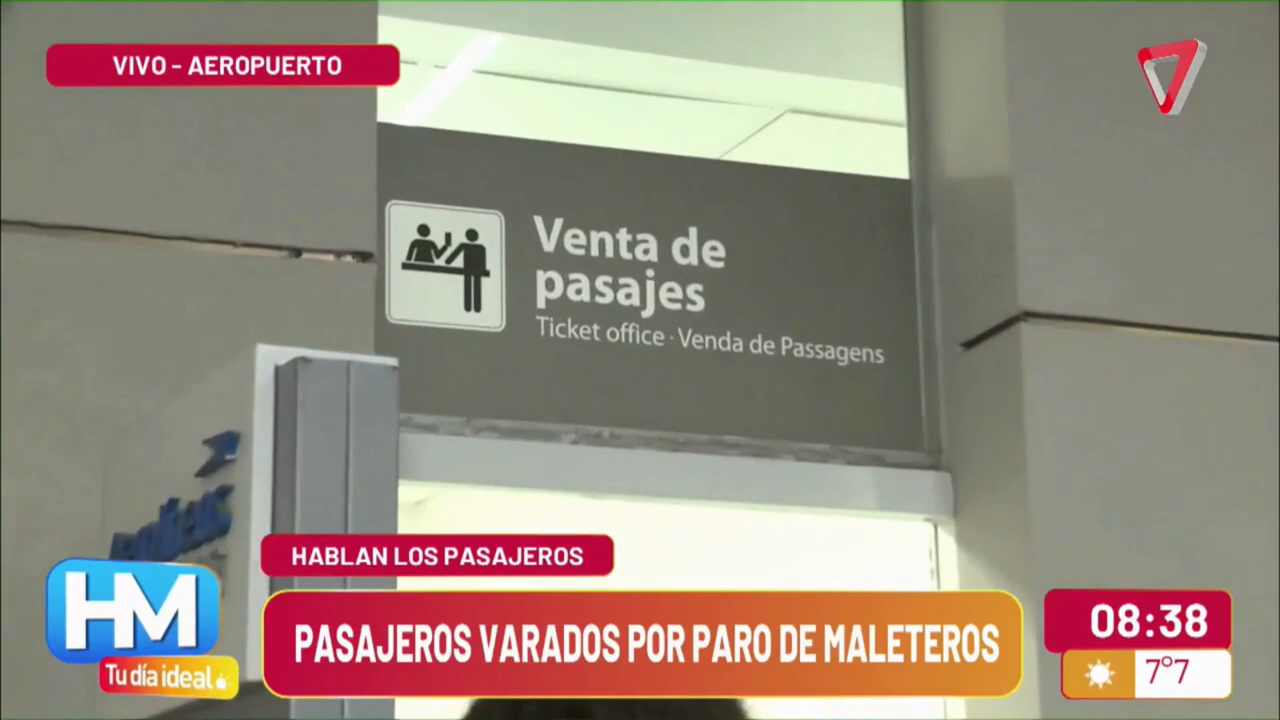 VIVO - AEROPUERTO
Venta de
pasajes
Ticket office · Venda de Passagens
HABLAN LOS PASAJEROS
HM
PASAJEROS VARADOS POR PARO DE MALETEROS
08:38
Tu día ideal
7°7